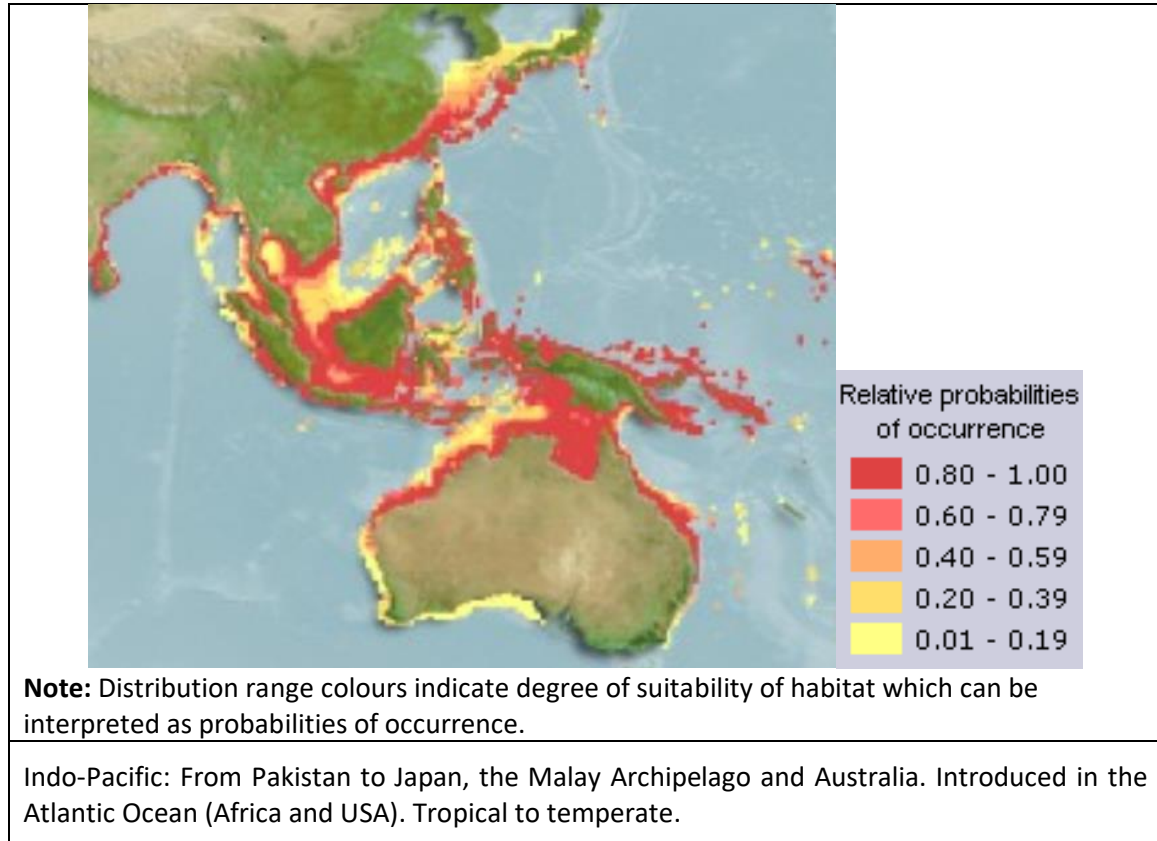 Relative probabilities
of occurrence
0.80 - 1.00
0.60 - 0.79
0.40 - 0.59
0.20 - 0.39
0.01 - 0.19
Note: Distribution range colours indicate degree of suitability of habitat which can be
interpreted as probabilities of occurrence.
Indo-Pacific: From Pakistan to Japan, the Malay Archipelago and Australia. Introduced in the
Atlantic Ocean (Africa and USA). Tropical to temperate.